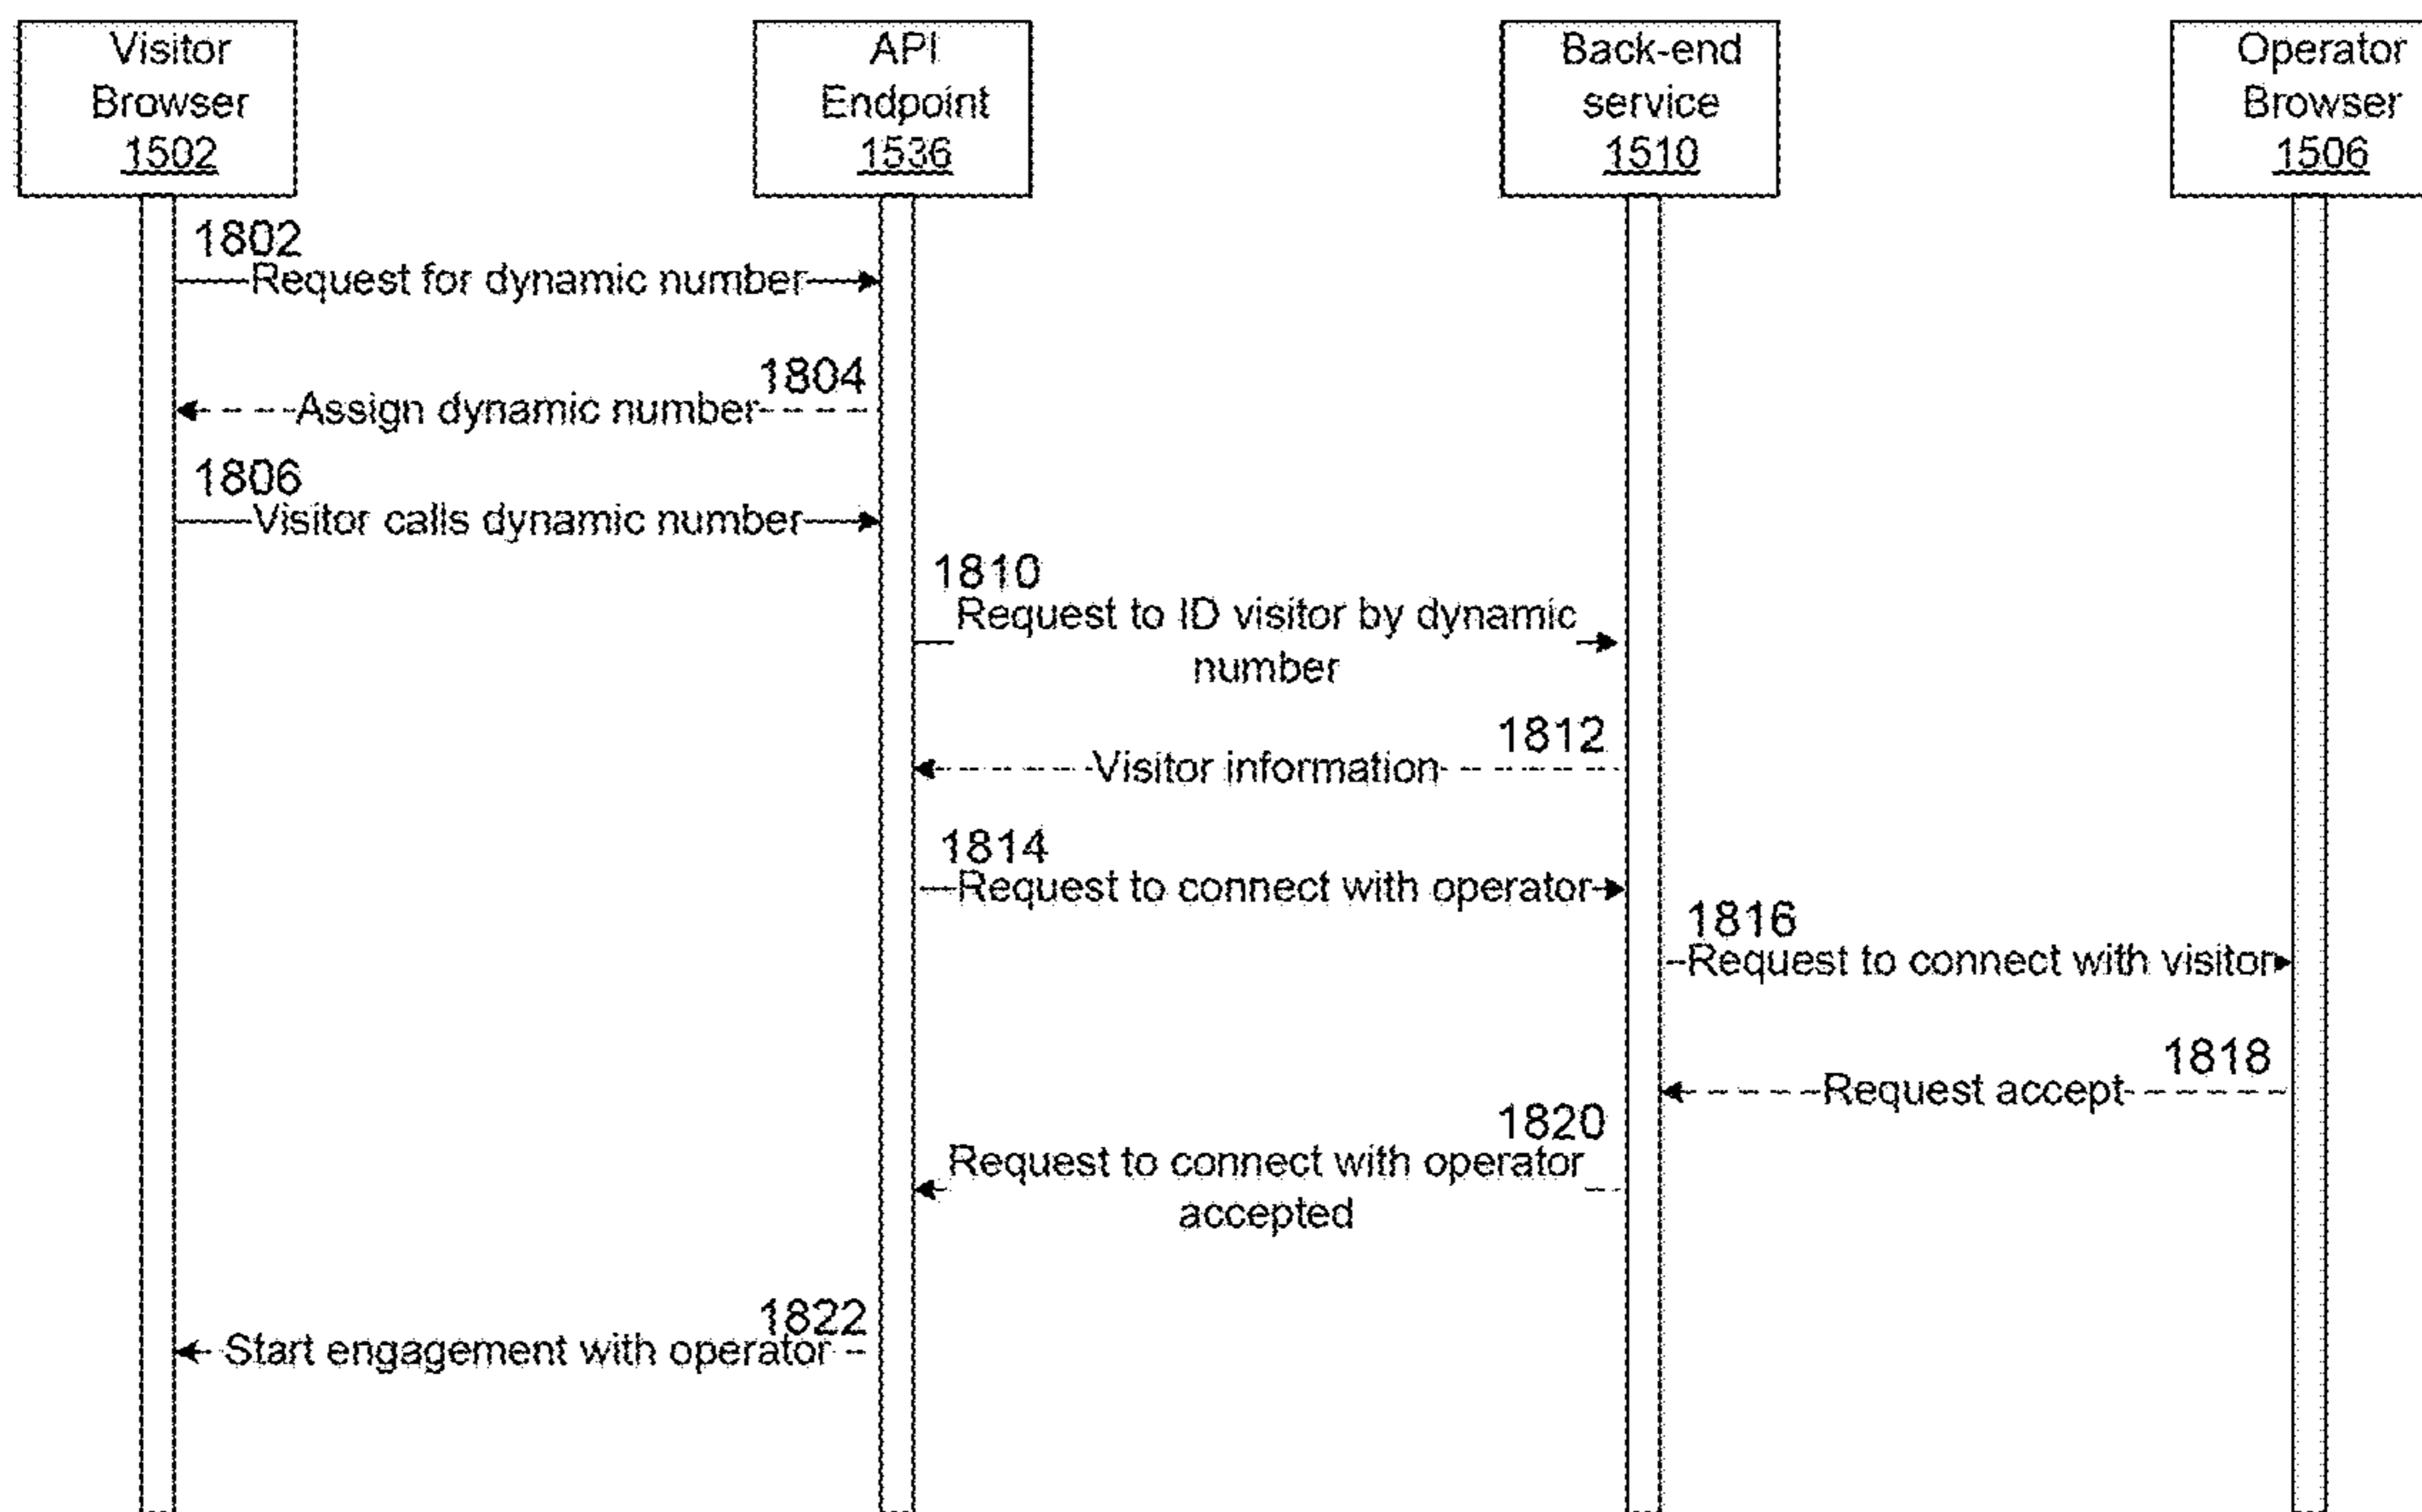 Visitor
Browser
1502
API
Endpoint
1536
Back-end
service
1510
Operator
Browser
1506
1802
Request for dynamic number
1804
Assign dynamic number
1806
Visitor calls dynamic number
1810
Request to ID visitor by dynamic
number
1812
Visitor information
1814
Request to connect with operator
1816
Request to connect with visitor
1818
Request accept
1820
Request to connect with operator
accepted
1822
Start engagement with operator